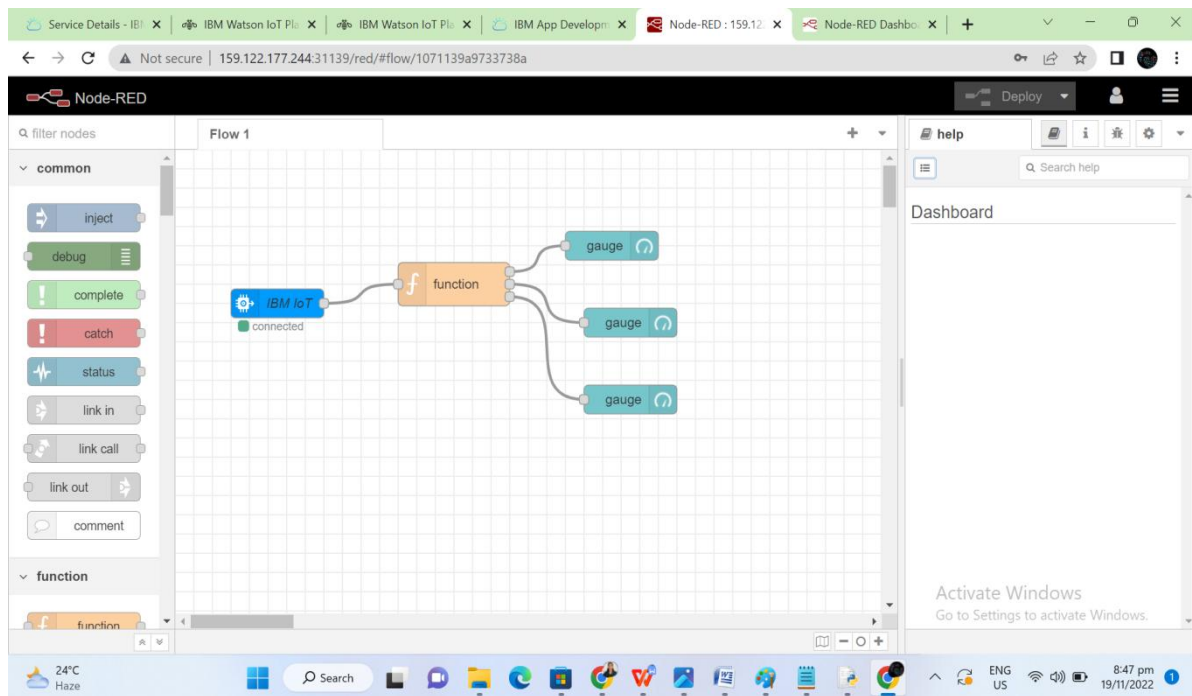 Service Details - IB
IBM Watson IoT Pla
IBM Watson IoT Pla
IBM App Developm
Node-RED : 159.122.
Node-RED Dashbo
Not secure | 159.122.177.244:31139/red/#flow/1071139a9733738a
Node-RED
Deploy
filter nodes
Flow 1
help
common
Search help
Dashboard
inject
debug
complete
catch
status
link in
link call
link out
comment
function
function
IBM IoT
connected
function
gauge
gauge
gauge
Activate Windows
Go to Settings to activate Windows.
24°C
Haze
Search
ENG
US
8:47 pm
19/11/2022
1